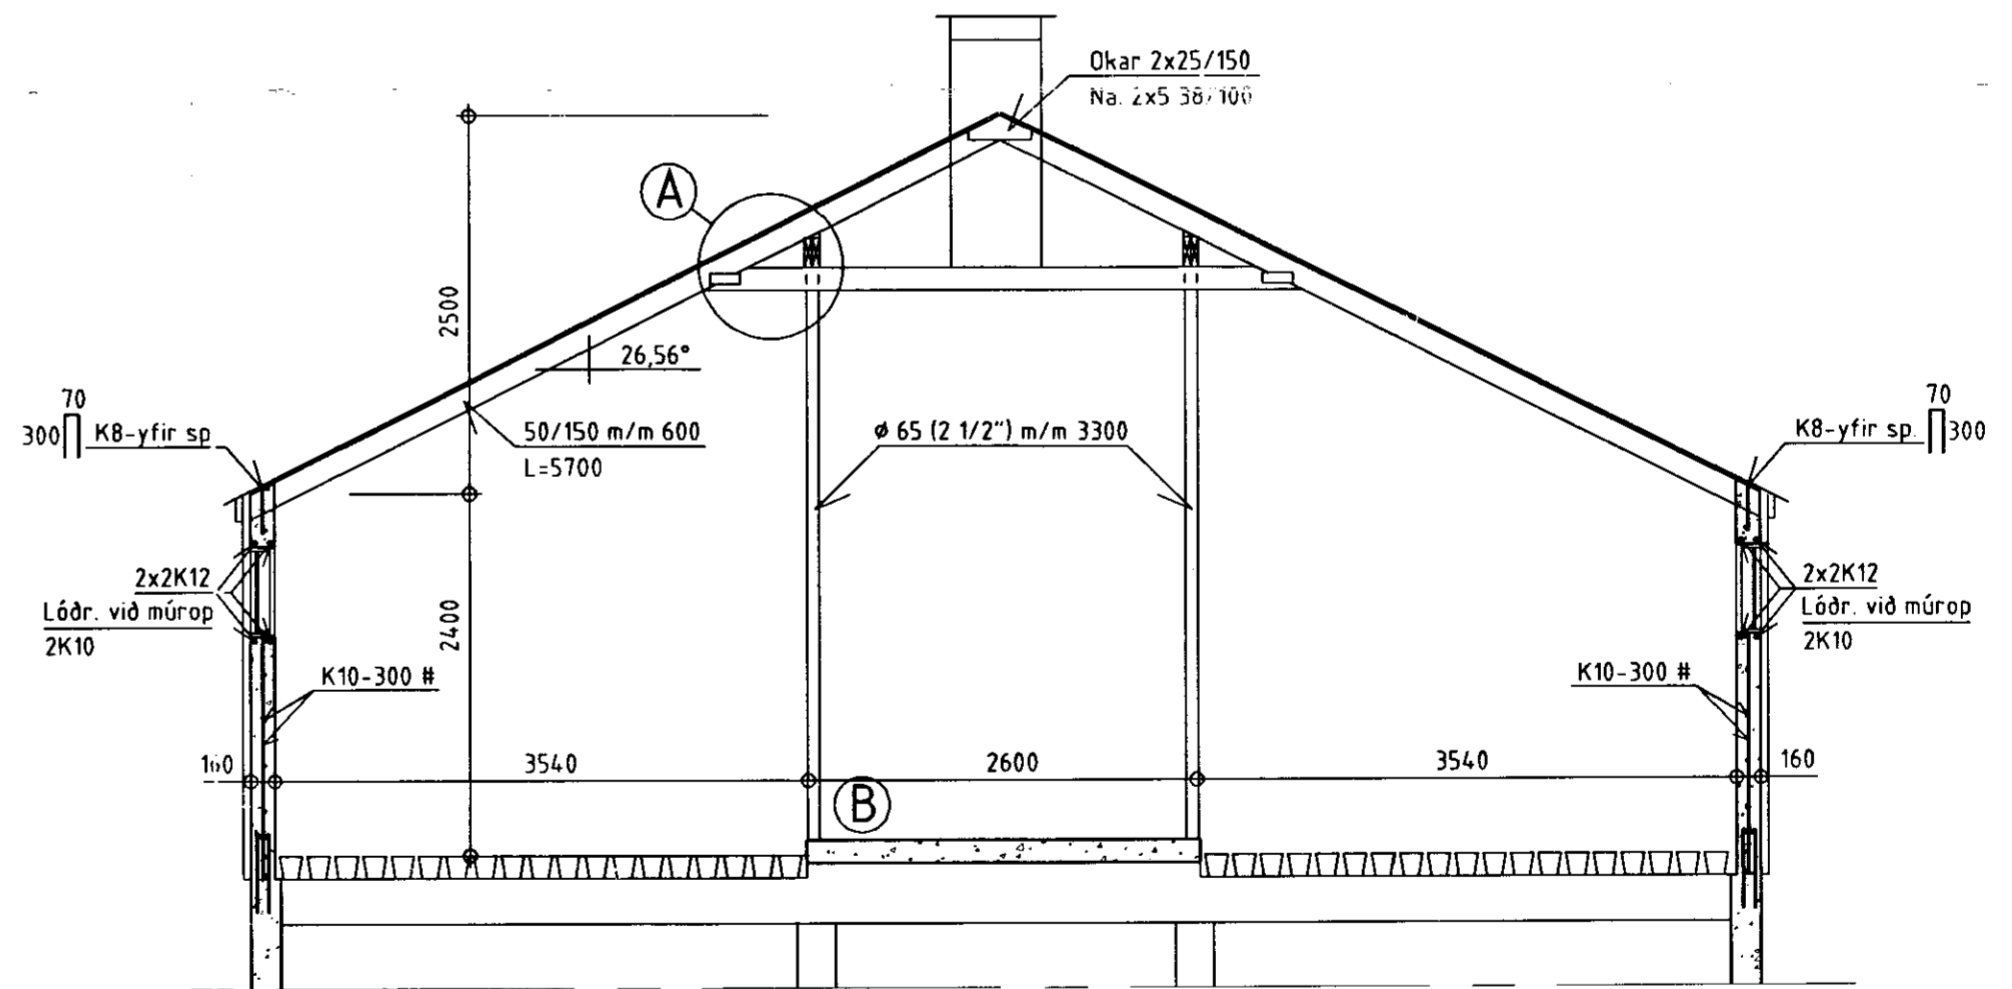 Okar 2x25/150
Na. 2x5 38/100
A
2500
26,56°
70
300
K8-yfir sp
50/150 m/m 600
L=5700
ø 65 (2 1/2") m/m 3300
70
K8-yfir sp.
300
2x2K12
Lóðr. við múrop
2K10
2400
2x2K12
Lóðr. við múrop
2K10
K10-300 #
K10-300 #
160
3540
2600
3540
160
B